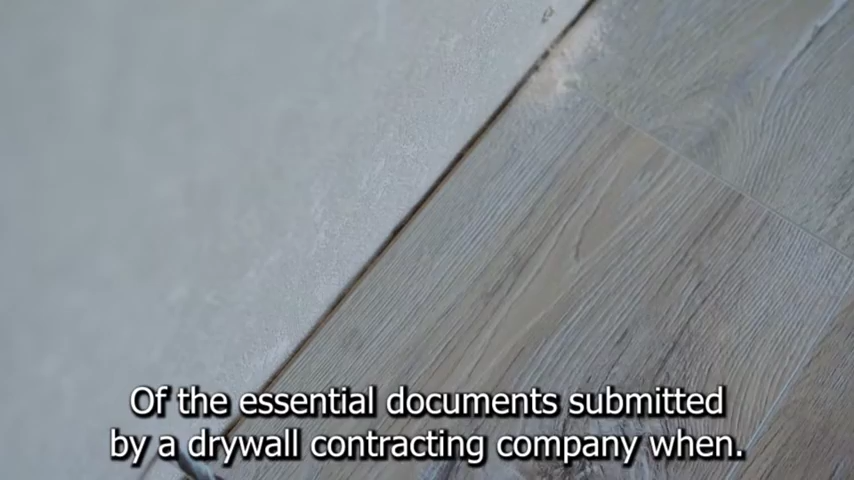 Of the essential documents submitted
by a drywall contracting company when.